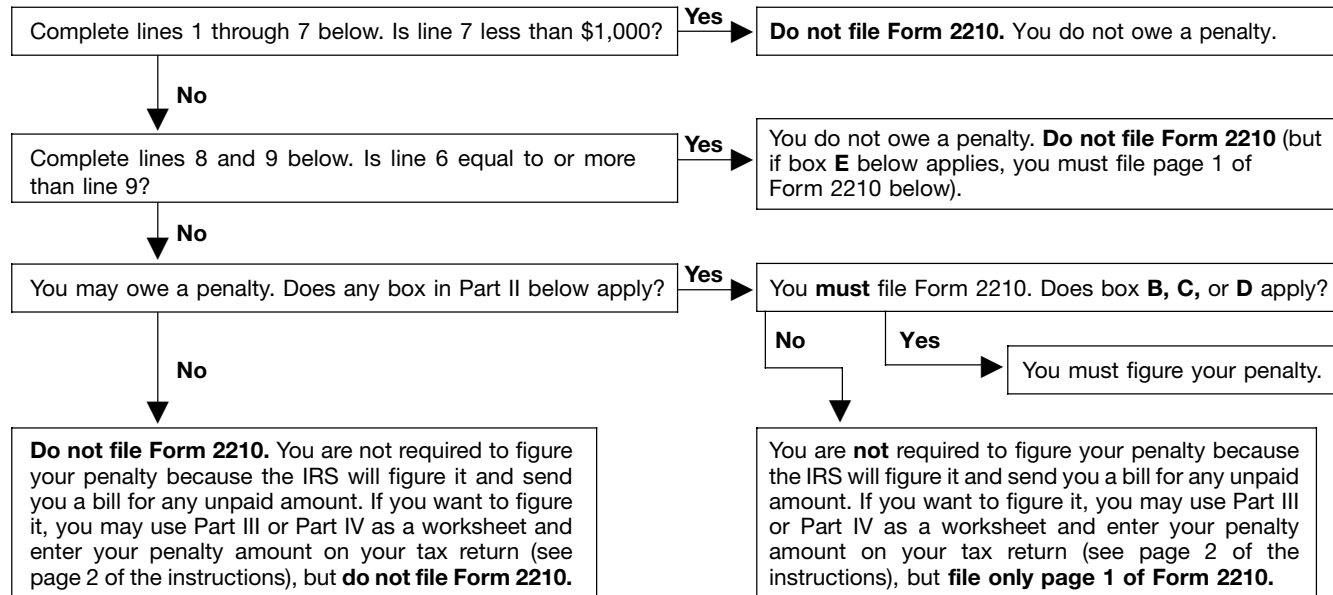 Complete lines 1 through 7 below. Is line 7 less than $1,000?
Yes
Do not file Form 2210. You do not owe a penalty.
No
Complete lines 8 and 9 below. Is line 6 equal to or more
than line 9?
Yes
You do not owe a penalty. Do not file Form 2210 (but
if box E below applies, you must file page 1 of
Form 2210 below).
No
You may owe a penalty. Does any box in Part II below apply?
Yes
You must file Form 2210. Does box B, C, or D apply?
No
Yes
You must figure your penalty.
No
Do not file Form 2210. You are not required to figure
your penalty because the IRS will figure it and send
you a bill for any unpaid amount. If you want to figure
it, you may use Part III or Part IV as a worksheet and
enter your penalty amount on your tax return (see
page 2 of the instructions), but do not file Form 2210.
You are not required to figure your penalty because
the IRS will figure it and send you a bill for any unpaid
amount. If you want to figure it, you may use Part III
or Part IV as a worksheet and enter your penalty
amount on your tax return (see page 2 of the
instructions), but file only page 1 of Form 2210.